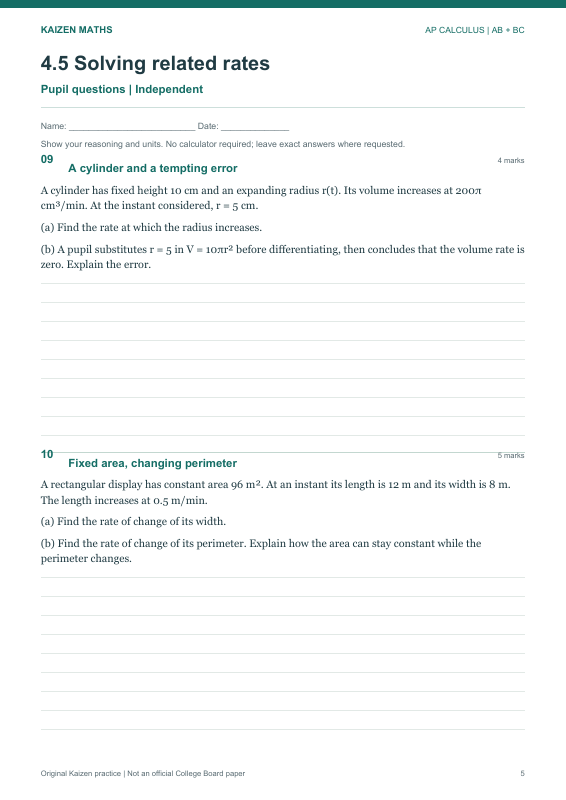 KAIZEN MATHS
AP CALCULUS | AB + BC
4.5 Solving related rates
Pupil questions | Independent
Name: ____________________________ Date: ______________
Show your reasoning and units. No calculator required; leave exact answers where requested.
09
4 marks
A cylinder and a tempting error
A cylinder has fixed height 10 cm and an expanding radius r(t). Its volume increases at 200π
cm³/min. At the instant considered, r = 5 cm.
(a) Find the rate at which the radius increases.
(b) A pupil substitutes r = 5 in V = 10πr² before differentiating, then concludes that the volume rate is
zero. Explain the error.
10
5 marks
Fixed area, changing perimeter
A rectangular display has constant area 96 m². At an instant its length is 12 m and its width is 8 m.
The length increases at 0.5 m/min.
(a) Find the rate of change of its width.
(b) Find the rate of change of its perimeter. Explain how the area can stay constant while the
perimeter changes.
Original Kaizen practice | Not an official College Board paper
5